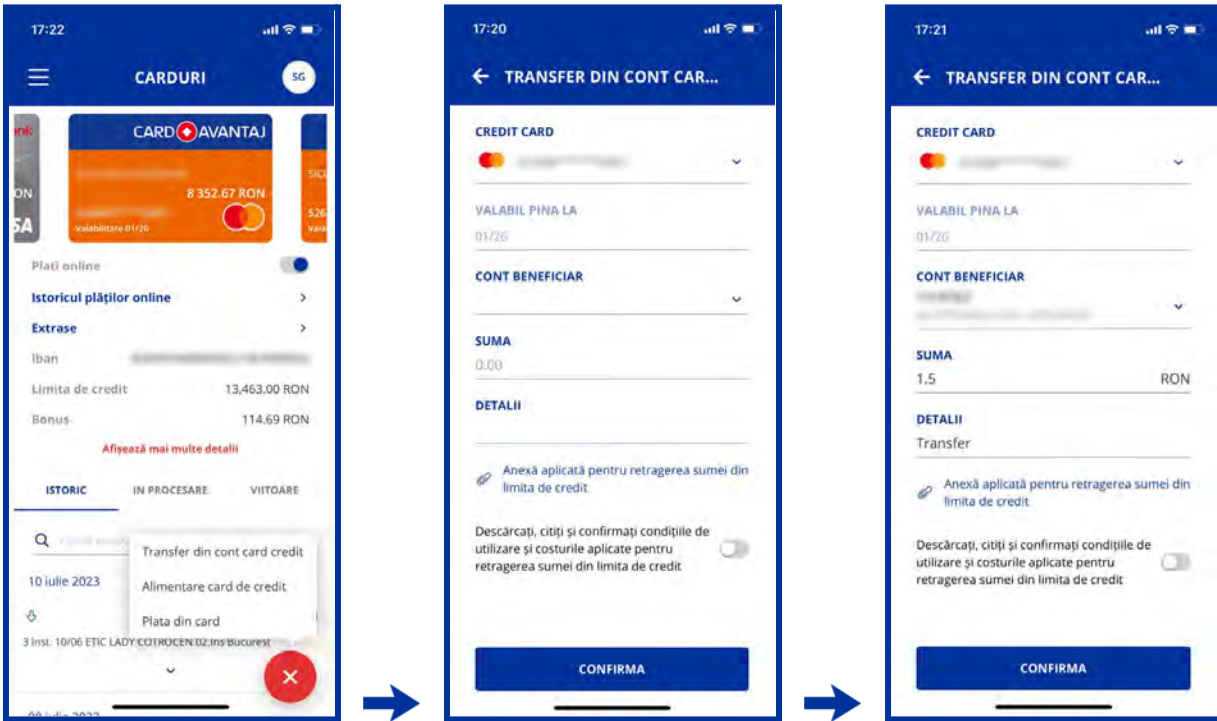 17:22
CARDURI
SG
CARD AVANTAJ
ON
8 352.67 RON
Valabilitate 01/26
Plati online
Istoricul plăților online
Extrase
Iban
Limita de credit
13,463.00 RON
Bonus
114.69 RON
Afișează mai multe detalii
ISTORIC
IN PROCESARE
VIITOARE
Transfer din cont card credit
10 iulie 2023
Alimentare card de credit
Plata din card
3 Inst. 10/06 ETIC LADY COTROCEN 02.Ins Bucurest
17:20
TRANSFER DIN CONT CAR...
CREDIT CARD
VALABIL PINA LA
01/26
CONT BENEFICIAR
SUMA
0.00
DETALII
Anexă aplicată pentru retragerea sumei din
limita de credit
Descărcați, citiți și confirmați condițiile de
utilizare și costurile aplicate pentru
retragerea sumei din limita de credit
CONFIRMA
17:21
TRANSFER DIN CONT CAR...
CREDIT CARD
VALABIL PINA LA
01/26
CONT BENEFICIAR
SUMA
1.5
RON
DETALII
Transfer
Anexă aplicată pentru retragerea sumei din
limita de credit
Descărcați, citiți și confirmați condițiile de
utilizare și costurile aplicate pentru
retragerea sumei din limita de credit
CONFIRMA